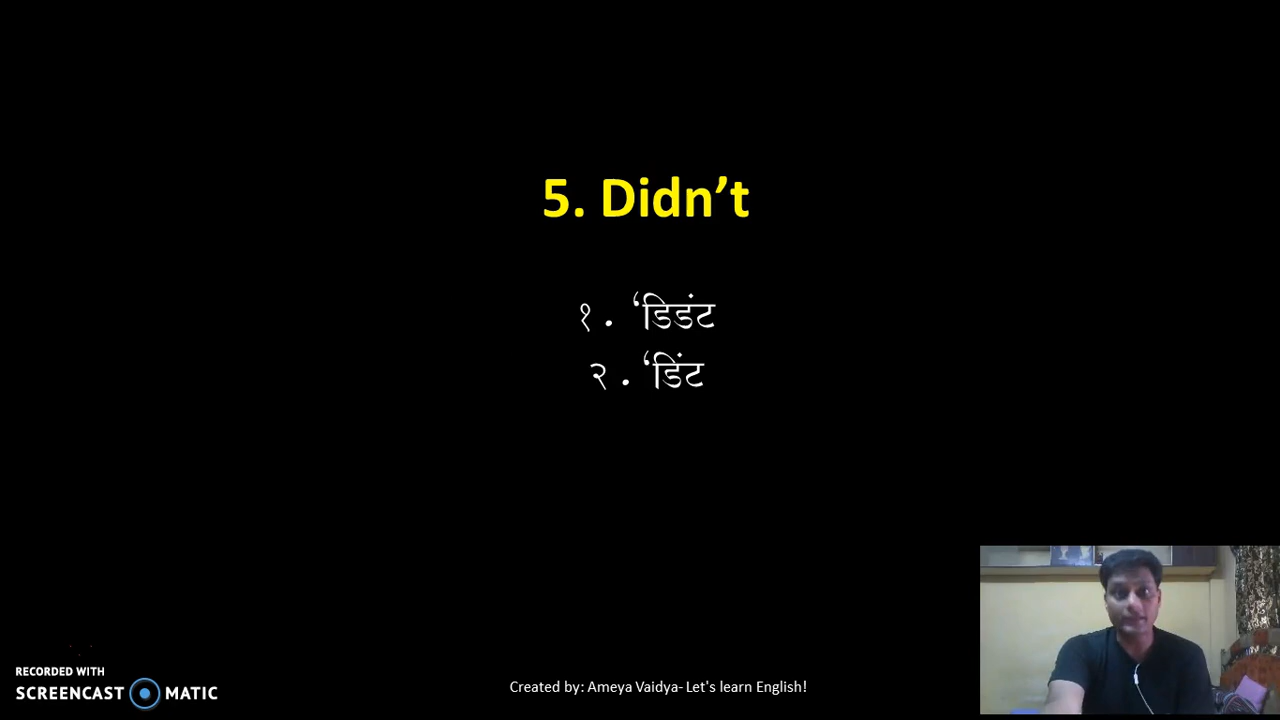 5. Didn’t
१. ‘डिडंट
२. ‘डिंट
RECORDED WITH
SCREENCAST MATIC
Created by: Ameya Vaidya- Let's learn English!